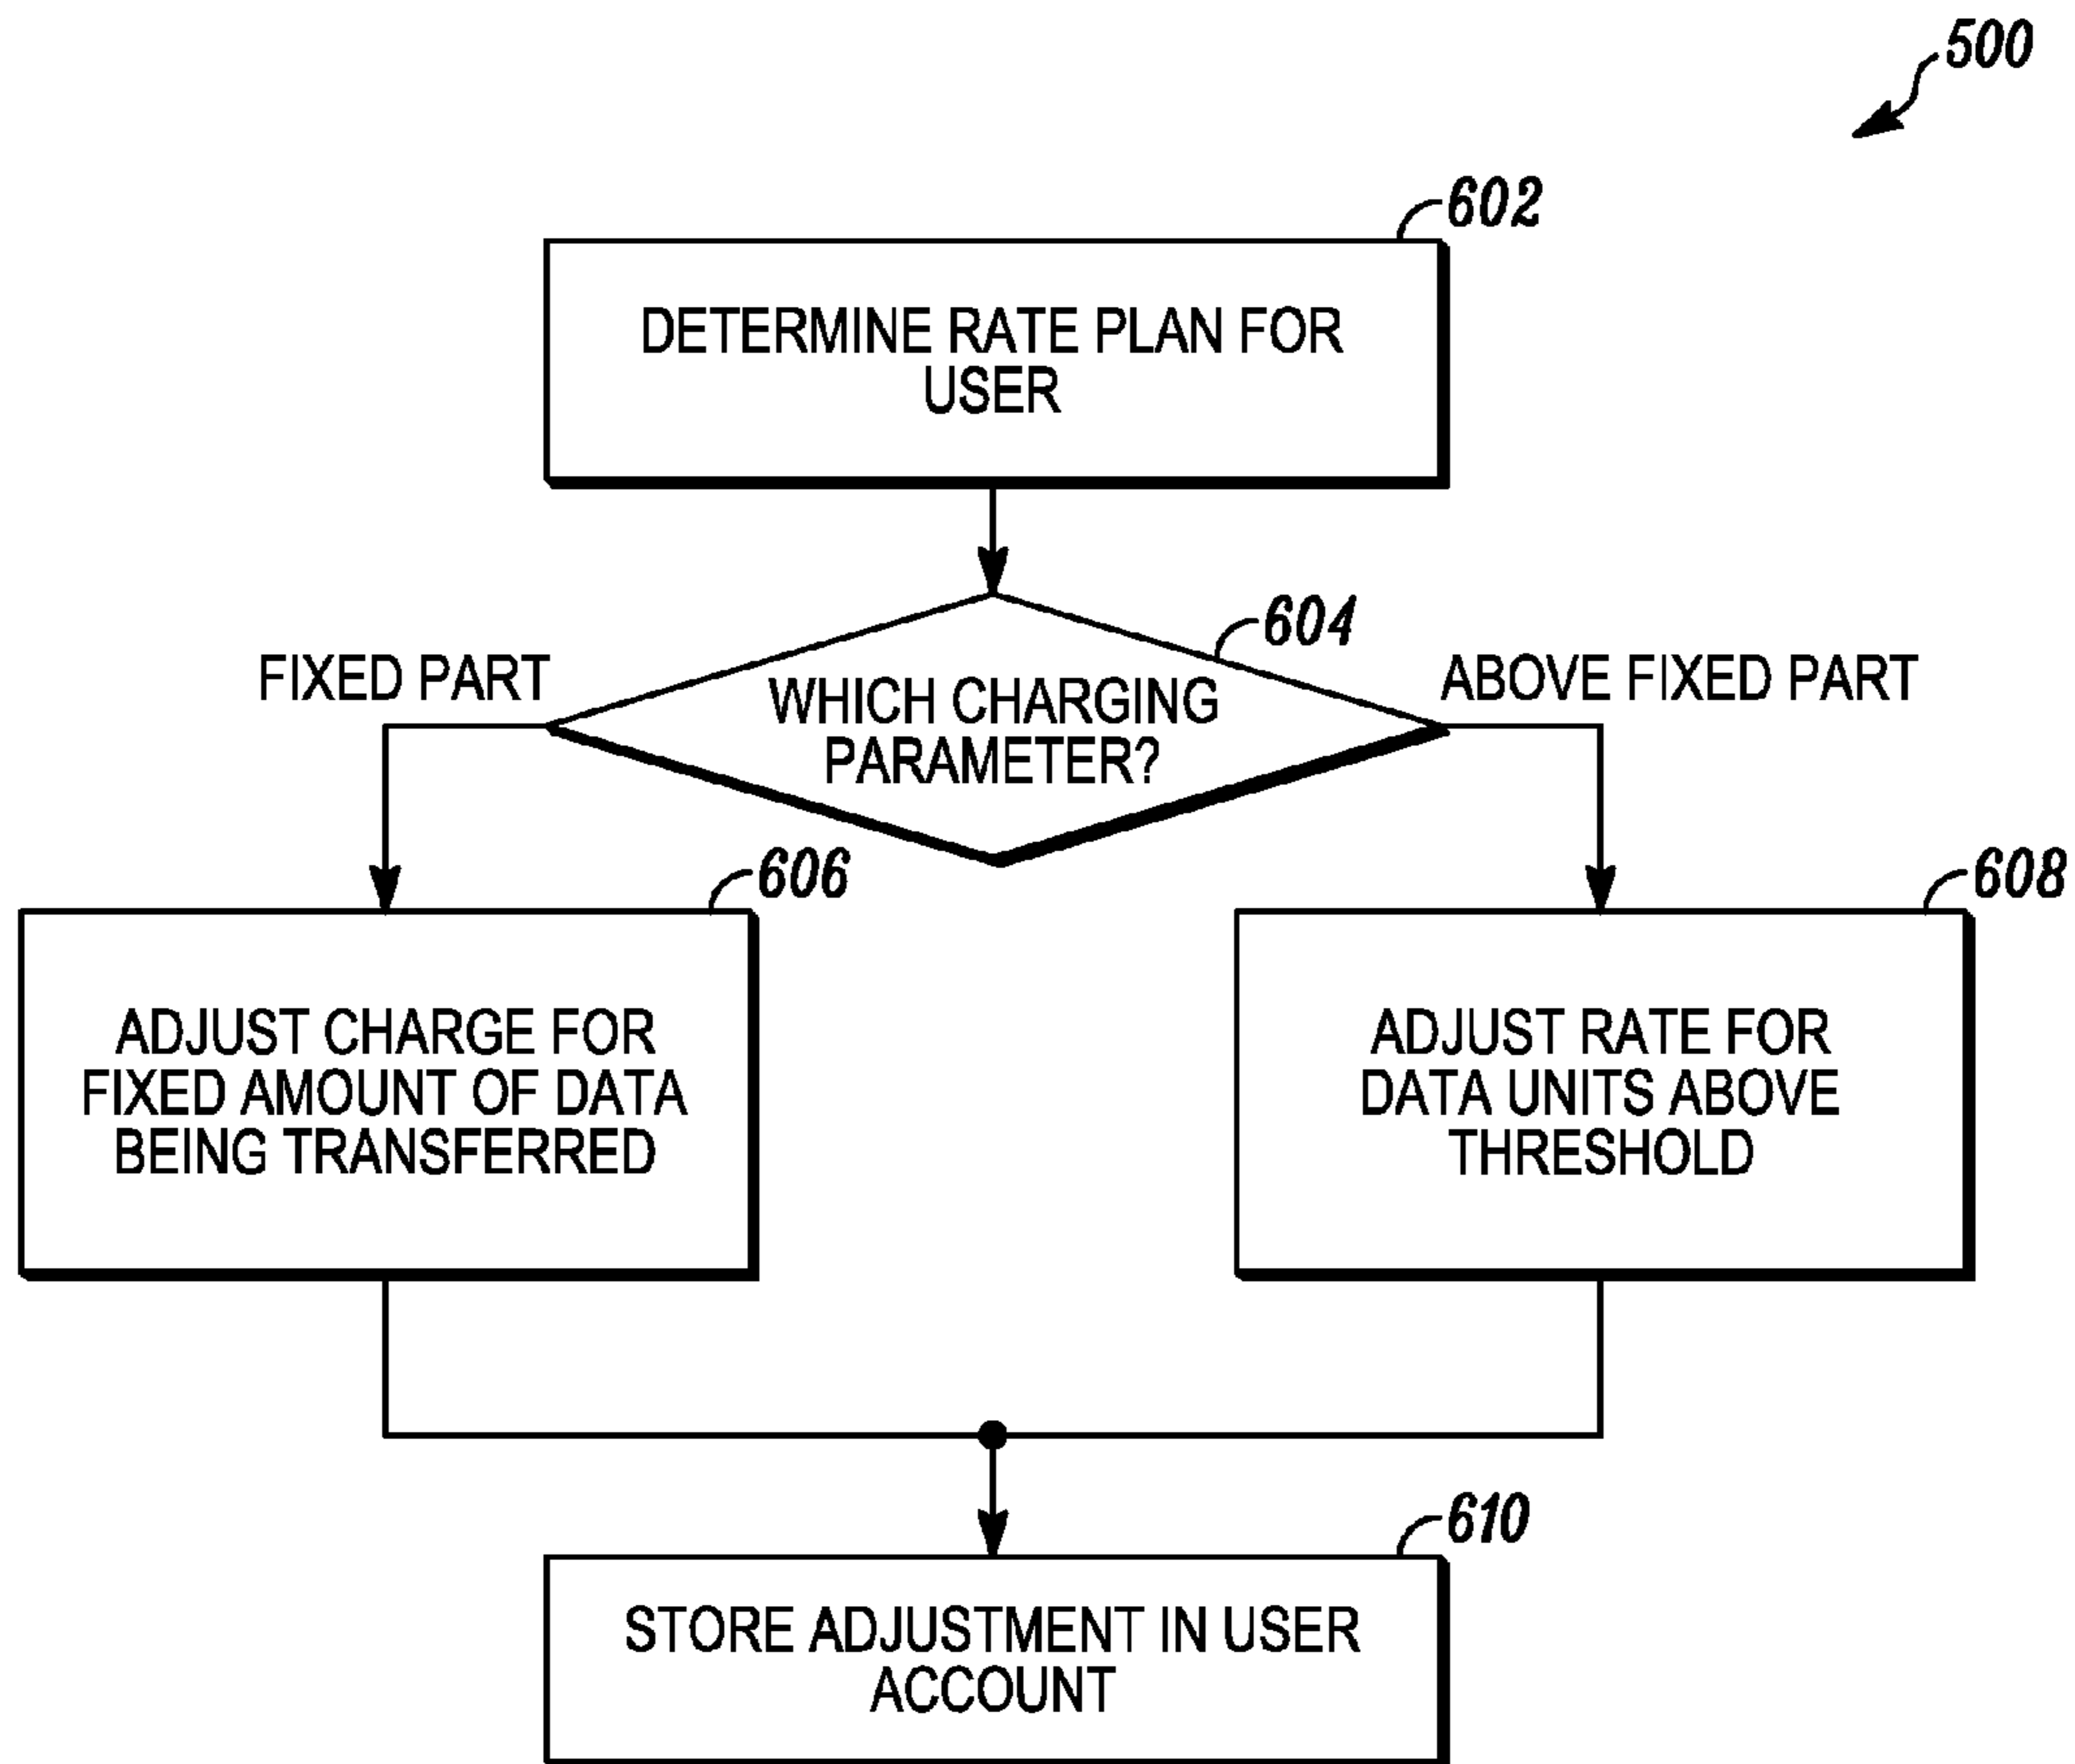 500
602
DETERMINE RATE PLAN FOR
USER
604
FIXED PART
WHICH CHARGING
PARAMETER?
ABOVE FIXED PART
606
ADJUST CHARGE FOR
FIXED AMOUNT OF DATA
BEING TRANSFERRED
608
ADJUST RATE FOR
DATA UNITS ABOVE
THRESHOLD
610
STORE ADJUSTMENT IN USER
ACCOUNT